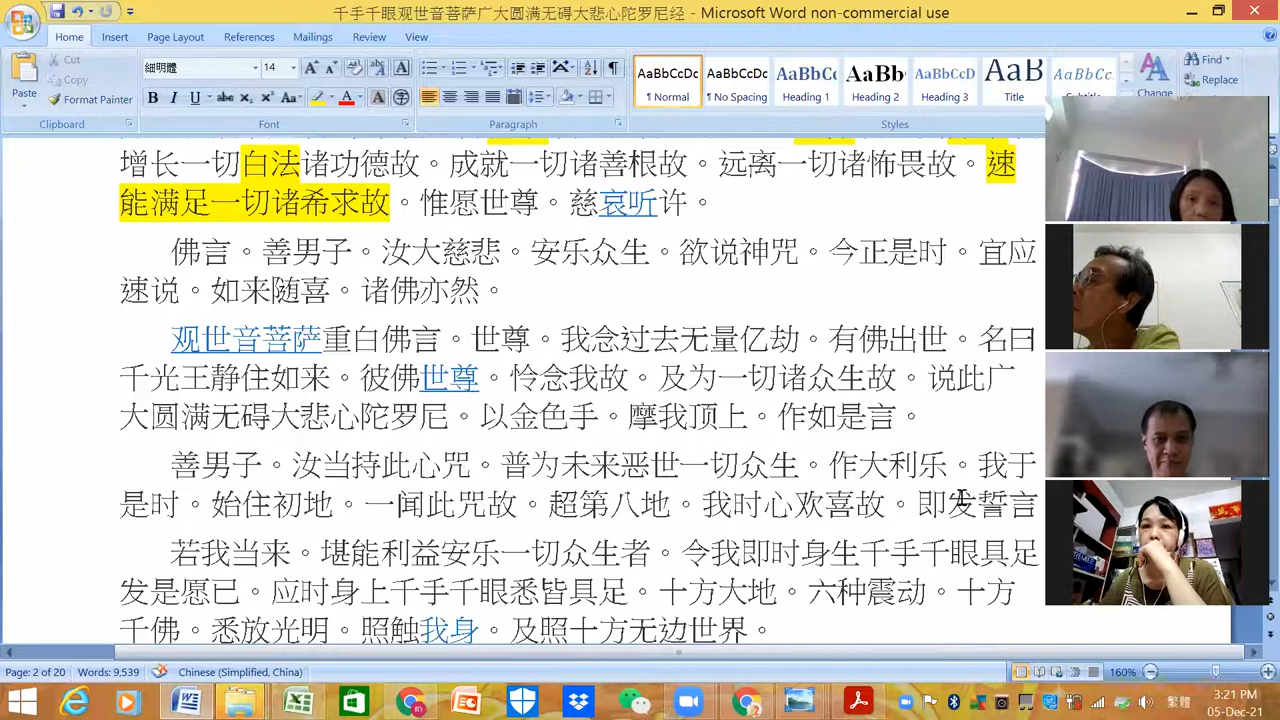 千手千眼观世音菩萨广大圆满无碍大悲心陀罗尼经 - Microsoft Word non-commercial use
Home Insert Page Layout References Mailings Review View
Cut
Copy
Paste
Format Painter
細明體 14
AaBbCcDc AaBbCcDc AaBbCc AaBbCc AaBbCcD AaB AaBbCc.
¶ Normal ¶ No Spacing Heading 1 Heading 2 Heading 3 Title
Change
Find
Replace
Clipboard Font Paragraph Styles
增长一切白法诸功德故。成就一切诸善根故。远离一切诸怖畏故。速
能满足一切诸希求故。惟愿世尊。慈哀听许。
佛言。善男子。汝大慈悲。安乐众生。欲说神咒。今正是时。宜应
速说。如来随喜。诸佛亦然。
观世音菩萨重白佛言。世尊。我念过去无量亿劫。有佛出世。名曰
千光王静住如来。彼佛世尊。怜念我故。及为一切诸众生故。说此广
大圆满无碍大悲心陀罗尼。以金色手。摩我顶上。作如是言。
善男子。汝当持此心咒。普为未来恶世一切众生。作大利乐。我于
是时。始住初地。一闻此咒故。超第八地。我时心欢喜故。即发誓言
若我当来。堪能利益安乐一切众生者。令我即时身生千手千眼具足
发是愿已。应时身上千手千眼悉皆具足。十方大地。六种震动。十方
千佛。悉放光明。照触我身。及照十方无边世界。
Page: 2 of 20 Words: 9,539 Chinese (Simplified, China) 160%
繁體
3:21 PM
05-Dec-21